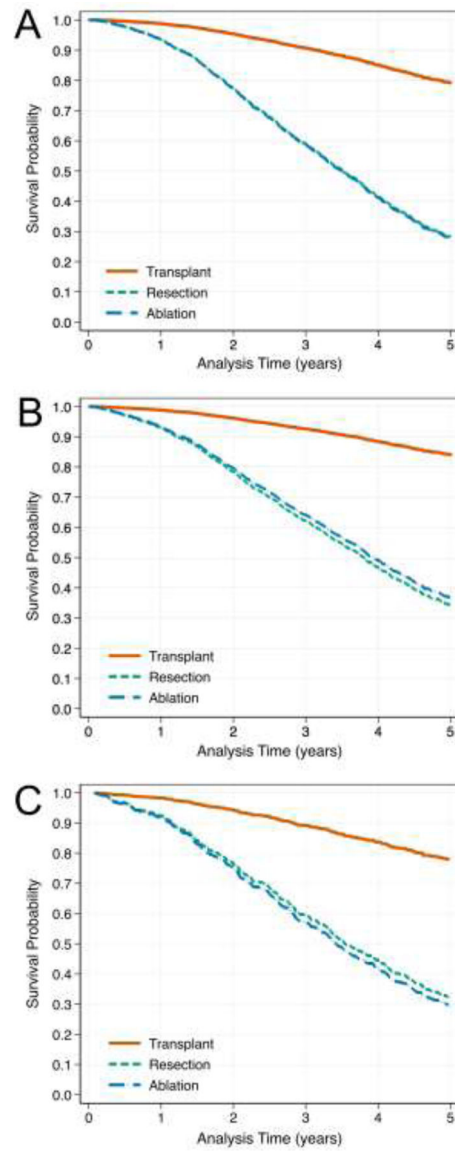 A
1.0
0.9
0.8
0.7
0.6
0.5
0.4
0.3
0.2
0.1
0.0
Survival Probability
Transplant
Resection
Ablation
0 1 2 3 4 5
Analysis Time (years)
B
1.0
0.9
0.8
0.7
0.6
0.5
0.4
0.3
0.2
0.1
0.0
Survival Probability
Transplant
Resection
Ablation
0 1 2 3 4 5
Analysis Time (years)
C
1.0
0.9
0.8
0.7
0.6
0.5
0.4
0.3
0.2
0.1
0.0
Survival Probability
Transplant
Resection
Ablation
0 1 2 3 4 5
Analysis Time (years)